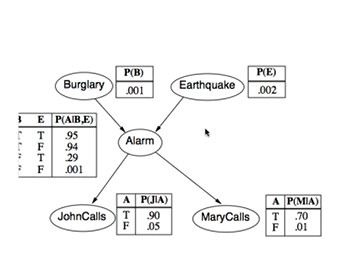 P(B)
.001
P(E)
.002
Burglary
Earthquake
B E P(A|B,E)
T T .95
T F .94
F T .29
F F .001
Alarm
A P(J|A)
T .90
F .05
A P(M|A)
T .70
F .01
JohnCalls
MaryCalls